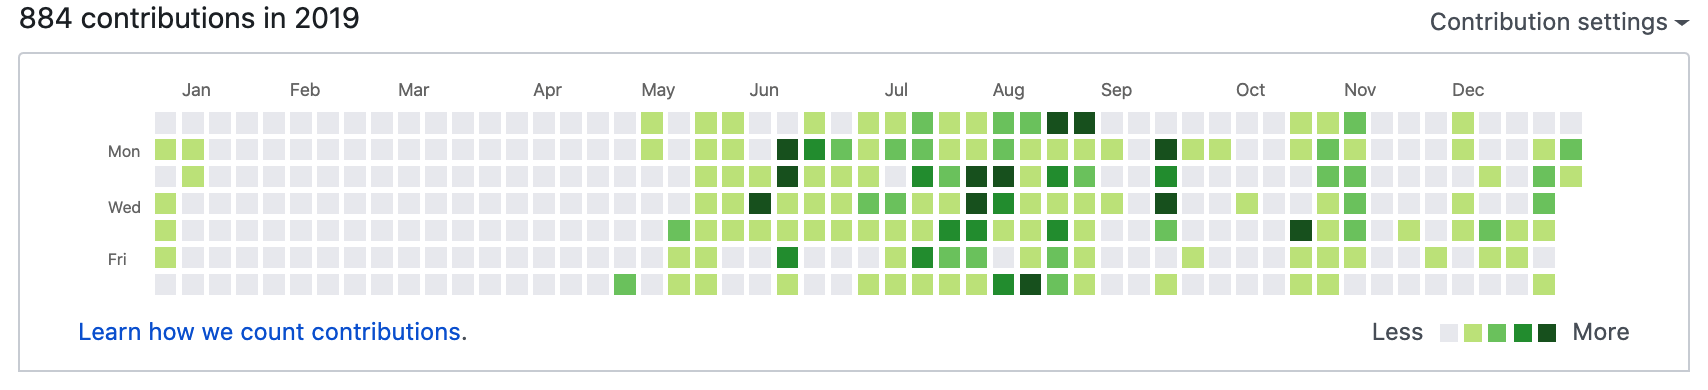 884 contributions in 2019
Contribution settings
Jan Feb Mar Apr May Jun Jul Aug Sep Oct Nov Dec
Mon
Wed
Fri
Learn how we count contributions.
Less More